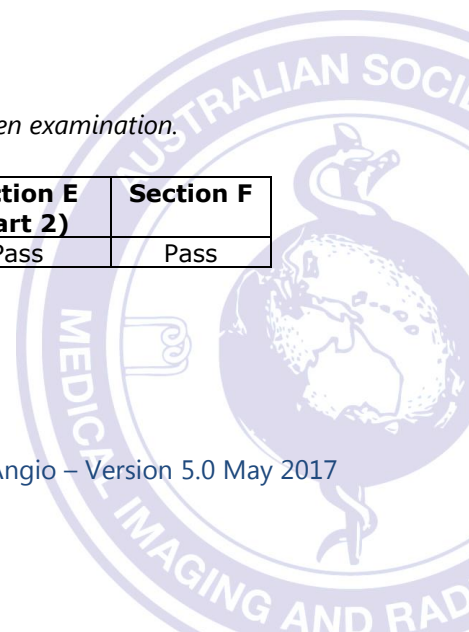 en examination.
ction E
art 2)
Section F
Pass
Pass
Angio – Version 5.0 May 2017
AUSTRALIAN SOCI
MEDICAL IMAGING AND RAD